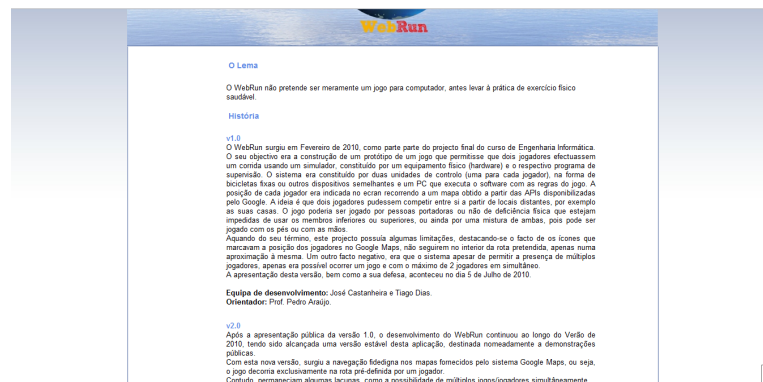 WebRun
O Lema
O WebRun não pretende ser meramente um jogo para computador, antes levar à prática de exercício físico
saudável.
História
v1.0
O WebRun surgiu em Fevereiro de 2010, como parte parte do projecto final do curso de Engenharia Informática.
O seu objectivo era a construção de um protótipo de um jogo que permitisse que dois jogadores efectuassem
um corrida usando um simulador, constituído por um equipamento físico (hardware) e o respectivo programa de
supervisão. O sistema era constituído por duas unidades de controlo (uma para cada jogador), na forma de
bicicletas fixas ou outros dispositivos semelhantes e um PC que executa o software com as regras do jogo. A
posição de cada jogador era indicada no ecran recorrendo a um mapa obtido a partir das APIs disponibilizadas
pelo Google. A ideia é que dois jogadores pudessem competir entre si a partir de locais distantes, por exemplo
as suas casas. O jogo poderia ser jogado por pessoas portadoras ou não de deficiência física que estejam
impedidas de usar os membros inferiores ou superiores, ou ainda por uma mistura de ambas, pois pode ser
jogado com os pés ou com as mãos.
Aquando do seu término, este projecto possuía algumas limitações, destacando-se o facto de os ícones que
marcavam a posição dos jogadores no Google Maps, não seguirem no interior da rota pretendida, apenas numa
aproximação à mesma. Um outro facto negativo, era que o sistema apesar de permitir a presença de múltiplos
jogadores, apenas era possível ocorrer um jogo e com o máximo de 2 jogadores em simultâneo.
A apresentação desta versão, bem como a sua defesa, aconteceu no dia 5 de Julho de 2010.
Equipa de desenvolvimento: José Castanheira e Tiago Dias.
Orientador: Prof. Pedro Araújo.
v2.0
Após a apresentação pública da versão 1.0, o desenvolvimento do WebRun continuou ao longo do Verão de
2010, tendo sido alcançada uma versão estável desta aplicação, destinada nomeadamente a demonstrações
públicas.
Com esta nova versão, surgiu a navegação fidedigna nos mapas fornecidos pelo sistema Google Maps, ou seja,
o jogo decorria exclusivamente na rota pré-definida por um jogador.
Contudo, permaneciam algumas lacunas, como a possibilidade de múltiplos jogos/jogadores simultâneamente